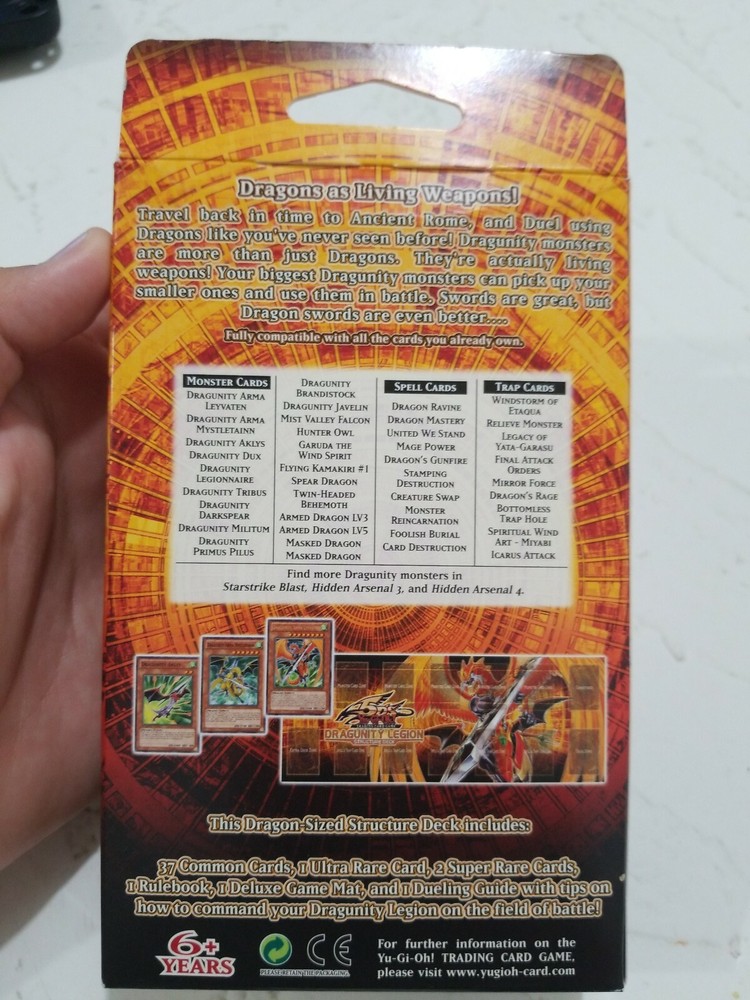 Dragons as Living Weapons!
Travel back in time to Ancient Rome, and Duel using
Dragons like you've never seen before! Dragunity monsters
are more than just Dragons. They're actually living
weapons! Your biggest Dragunity monsters can pick up your
smaller ones and use them in battle. Swords are great, but
Dragon swords are even better....
Fully compatible with all the cards you already own.
MONSTER CARDS
DRAGUNITY ARMA
LEYVATEN
DRAGUNITY ARMA
MYSTLETAINN
DRAGUNITY AKLYS
DRAGUNITY DUX
DRAGUNITY
LEGIONNAIRE
DRAGUNITY TRIBUS
DRAGUNITY
DARKSPEAR
DRAGUNITY MILITUM
DRAGUNITY
PRIMUS PILUS
DRAGUNITY
BRANDISTOCK
DRAGUNITY JAVELIN
MIST VALLEY FALCON
HUNTER OWL
GARUDA THE
WIND SPIRIT
FLYING KAMAKIRI #1
SPEAR DRAGON
TWIN-HEADED
BEHEMOTH
ARMED DRAGON LV3
ARMED DRAGON LV5
MASKED DRAGON
MASKED DRAGON
SPELL CARDS
DRAGON RAVINE
DRAGON MASTERY
UNITED WE STAND
MAGE POWER
DRAGON'S GUNFIRE
STAMPING
DESTRUCTION
CREATURE SWAP
MONSTER
REINCARNATION
FOOLISH BURIAL
CARD DESTRUCTION
TRAP CARDS
WINDSTORM OF
ETAQUA
RELIEVE MONSTER
LEGACY OF
YATA-GARASU
FINAL ATTACK
ORDERS
MIRROR FORCE
DRAGON'S RAGE
BOTTOMLESS
TRAP HOLE
SPIRITUAL WIND
ART - MIYABI
ICARUS ATTACK
Find more Dragunity monsters in
Starstrike Blast, Hidden Arsenal 3, and Hidden Arsenal 4.
DRAGUNITY LEGION
This Dragon-Sized Structure Deck includes:
37 Common Cards, 1 Ultra Rare Card, 2 Super Rare Cards,
1 Rulebook, 1 Deluxe Game Mat, and 1 Dueling Guide with tips on
how to command your Dragunity Legion on the field of battle!
6+
YEARS
PLEASE RETAIN THE PACKAGING.
CE
For further information on the
Yu-Gi-Oh! TRADING CARD GAME,
please visit www.yugioh-card.com